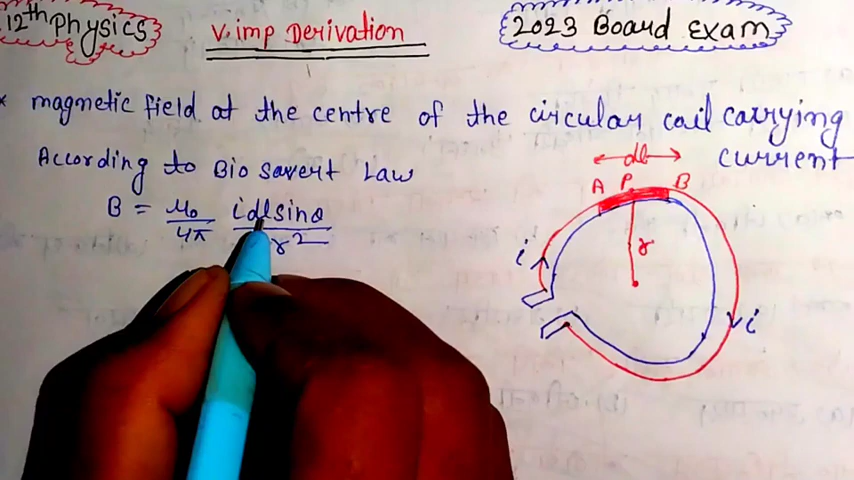 12th Physics
V.imp Derivation
2023 Board Exam
* magnetic field at the centre of the circular coil carrying current
According to Bio Savert Law
B = μ₀/4π idlsinθ/r²
dl
A P B
r
i
i